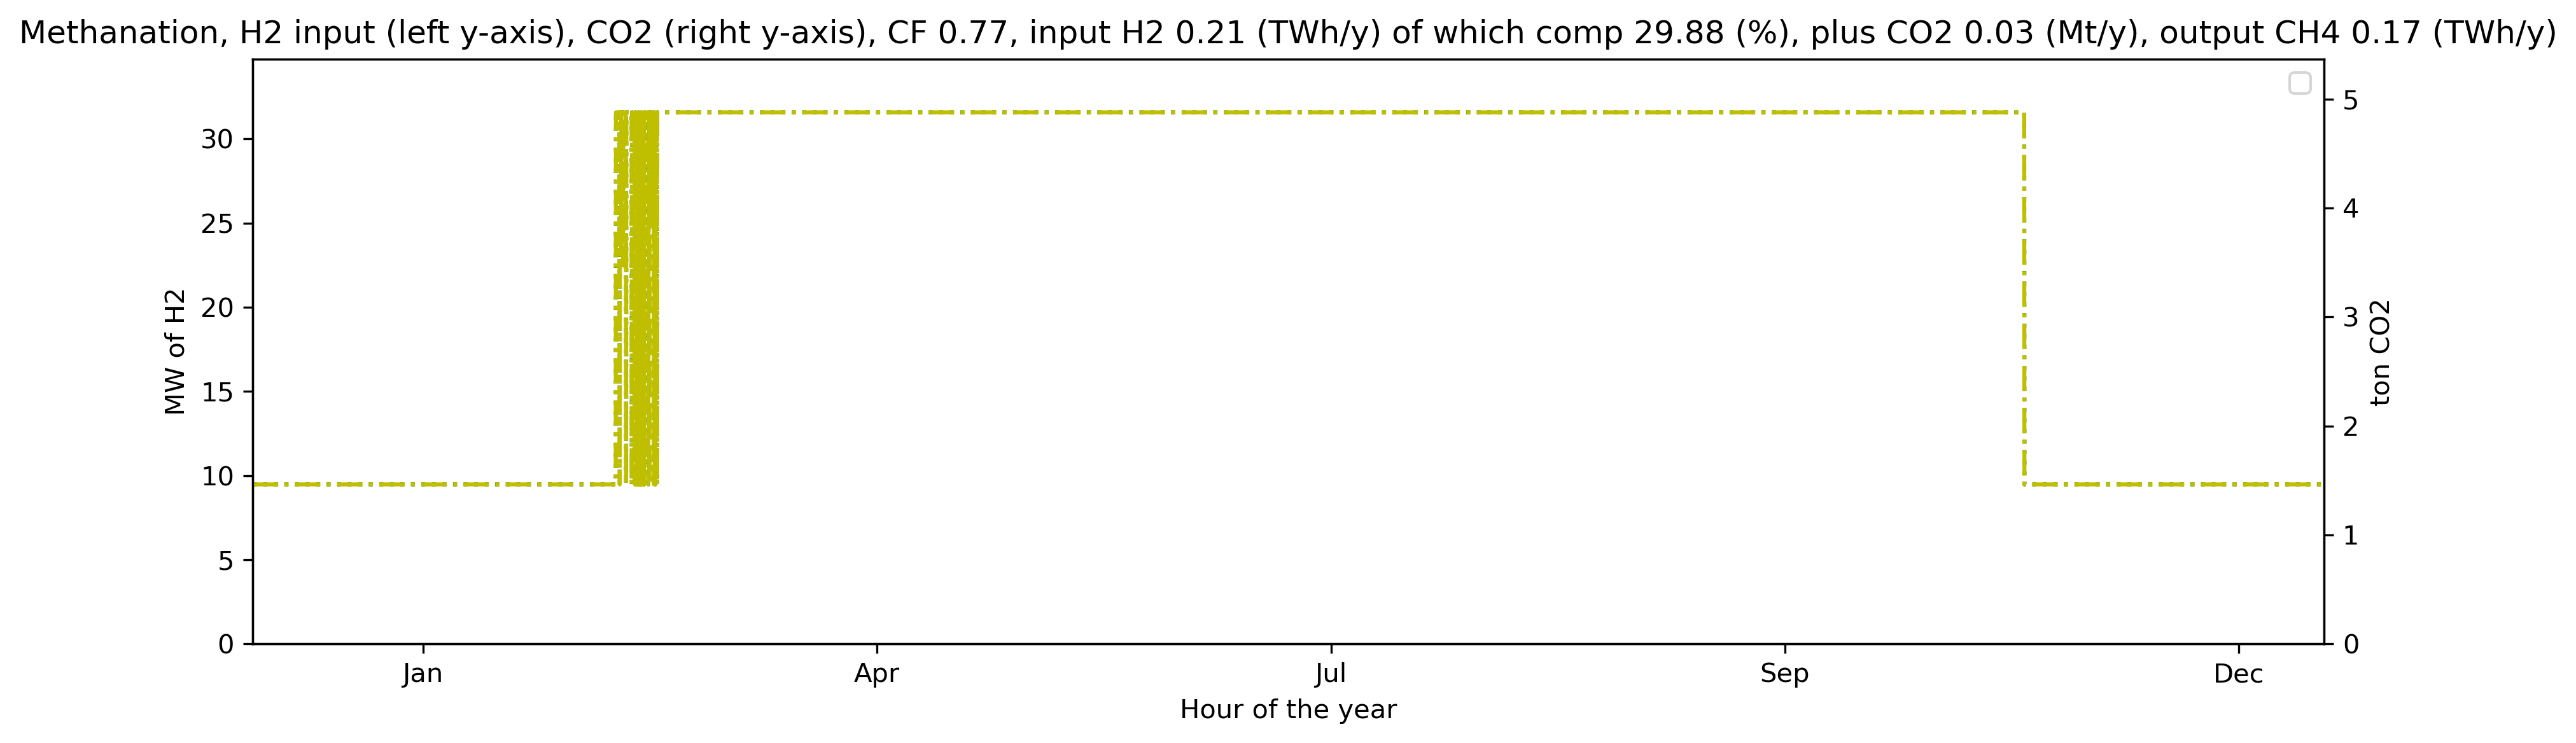 Methanation, H2 input (left y-axis), CO2 (right y-axis), CF 0.77, input H2 0.21 (TWh/y) of which comp 29.88 (%), plus CO2 0.03 (Mt/y), output CH4 0.17 (TWh/y)
MW of H2
30
25
20
15
10
5
0
5
4
3
2
1
0
ton CO2
Jan Apr Jul Sep Dec
Hour of the year